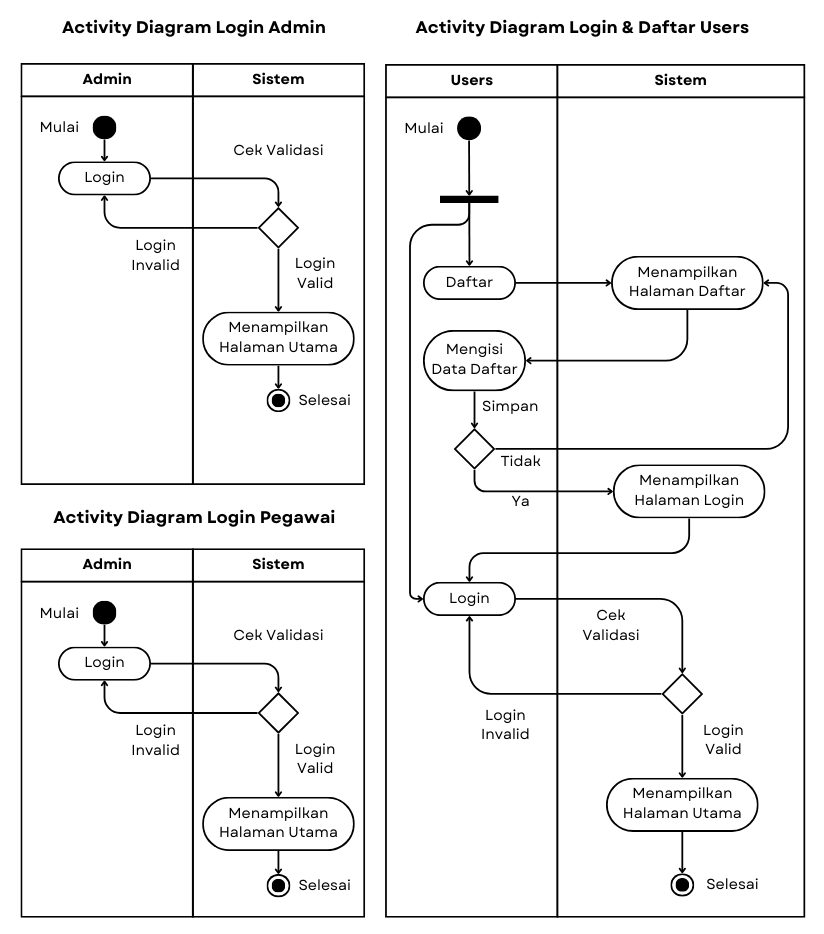 Activity Diagram Login Admin
Admin
Sistem
Mulai
Cek Validasi
Login
Login
Invalid
Login
Valid
Menampilkan
Halaman Utama
Selesai
Activity Diagram Login Pegawai
Admin
Sistem
Mulai
Cek Validasi
Login
Login
Invalid
Login
Valid
Menampilkan
Halaman Utama
Selesai
Activity Diagram Login & Daftar Users
Users
Sistem
Mulai
Daftar
Menampilkan
Halaman Daftar
Mengisi
Data Daftar
Simpan
Tidak
Ya
Menampilkan
Halaman Login
Login
Cek
Validasi
Login
Invalid
Login
Valid
Menampilkan
Halaman Utama
Selesai